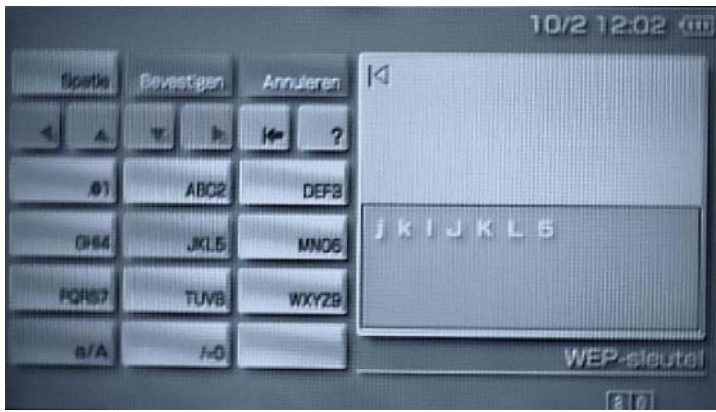 10/2 12:02
Spatie Bevestigen Annuleren
?
.@1 ABC2 DEF3
GHI4 JKL5 MNO6
PQRS7 TUV8 WXYZ9
a/A /-0
j k l J K L 5
WEP-sleutel